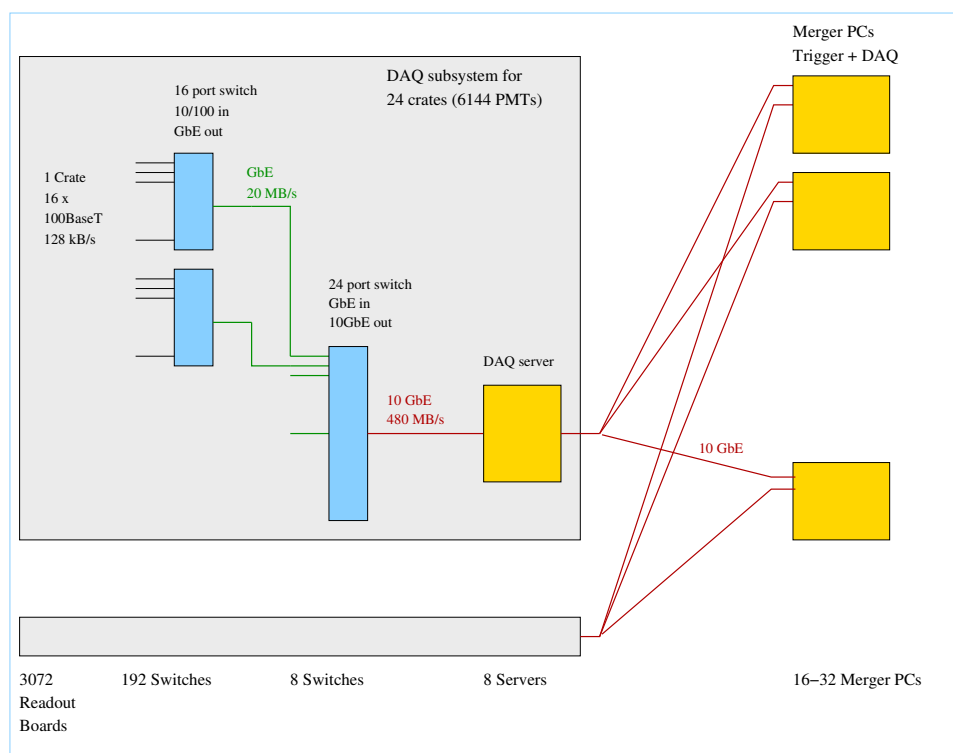 Merger PCs
Trigger + DAQ
DAQ subsystem for
24 crates (6144 PMTs)
16 port switch
10/100 in
GbE out
1 Crate
16 x
100BaseT
128 kB/s
GbE
20 MB/s
24 port switch
GbE in
10GbE out
DAQ server
10 GbE
480 MB/s
10 GbE
3072
Readout
Boards
192 Switches
8 Switches
8 Servers
16−32 Merger PCs